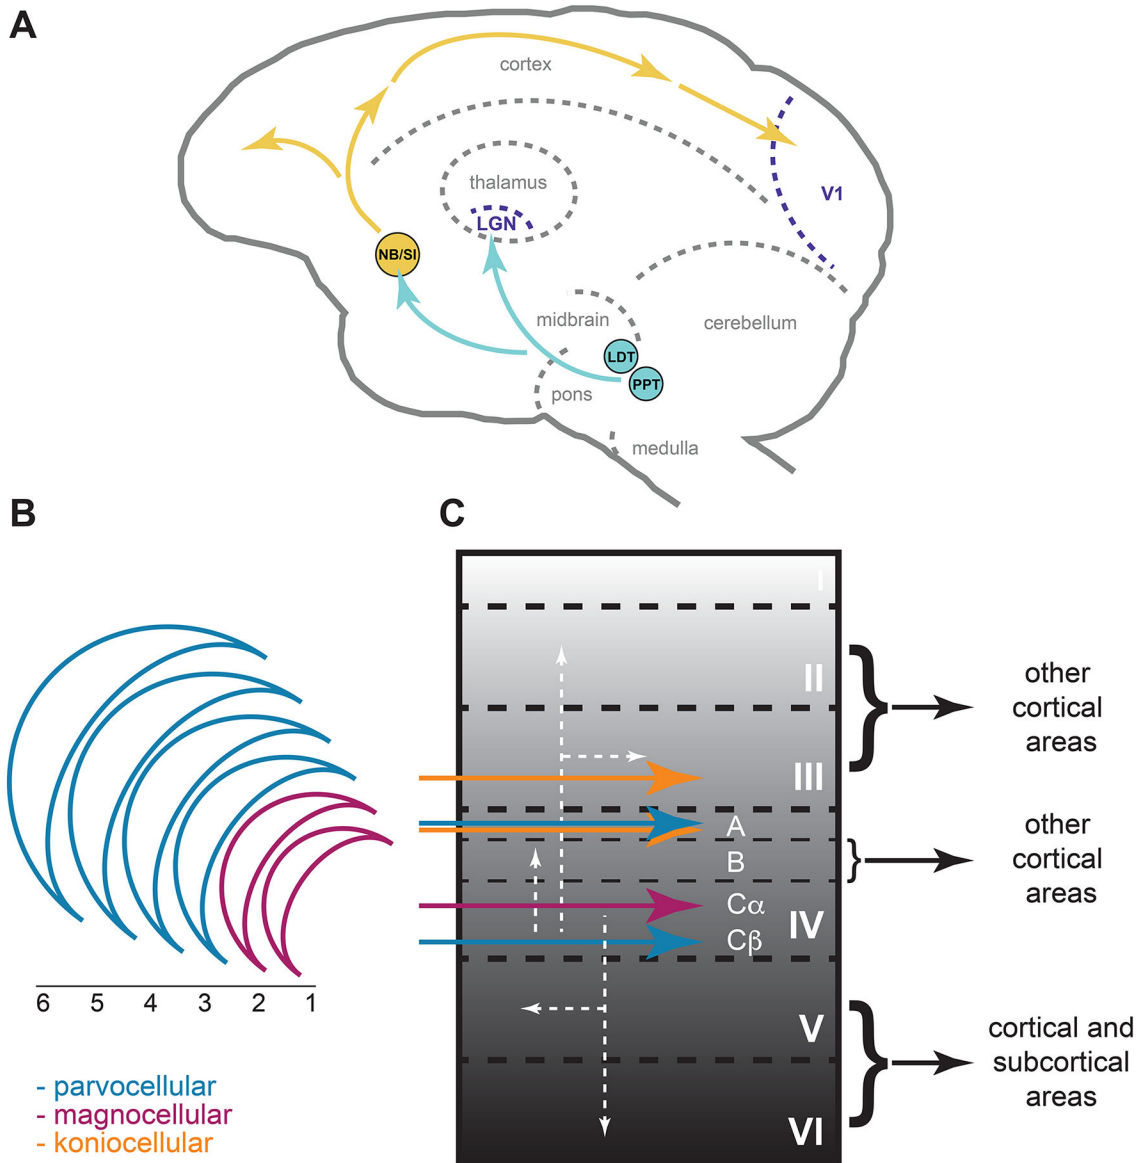 A
cortex
thalamus
LGN
V1
NB/SI
midbrain
cerebellum
LDT
PPT
pons
medulla
B
6 5 4 3 2 1
- parvocellular
- magnocellular
- koniocellular
C
I
II
other
cortical
areas
III
A
B
other
cortical
areas
Cα
IV
Cβ
V
cortical and
subcortical
areas
VI